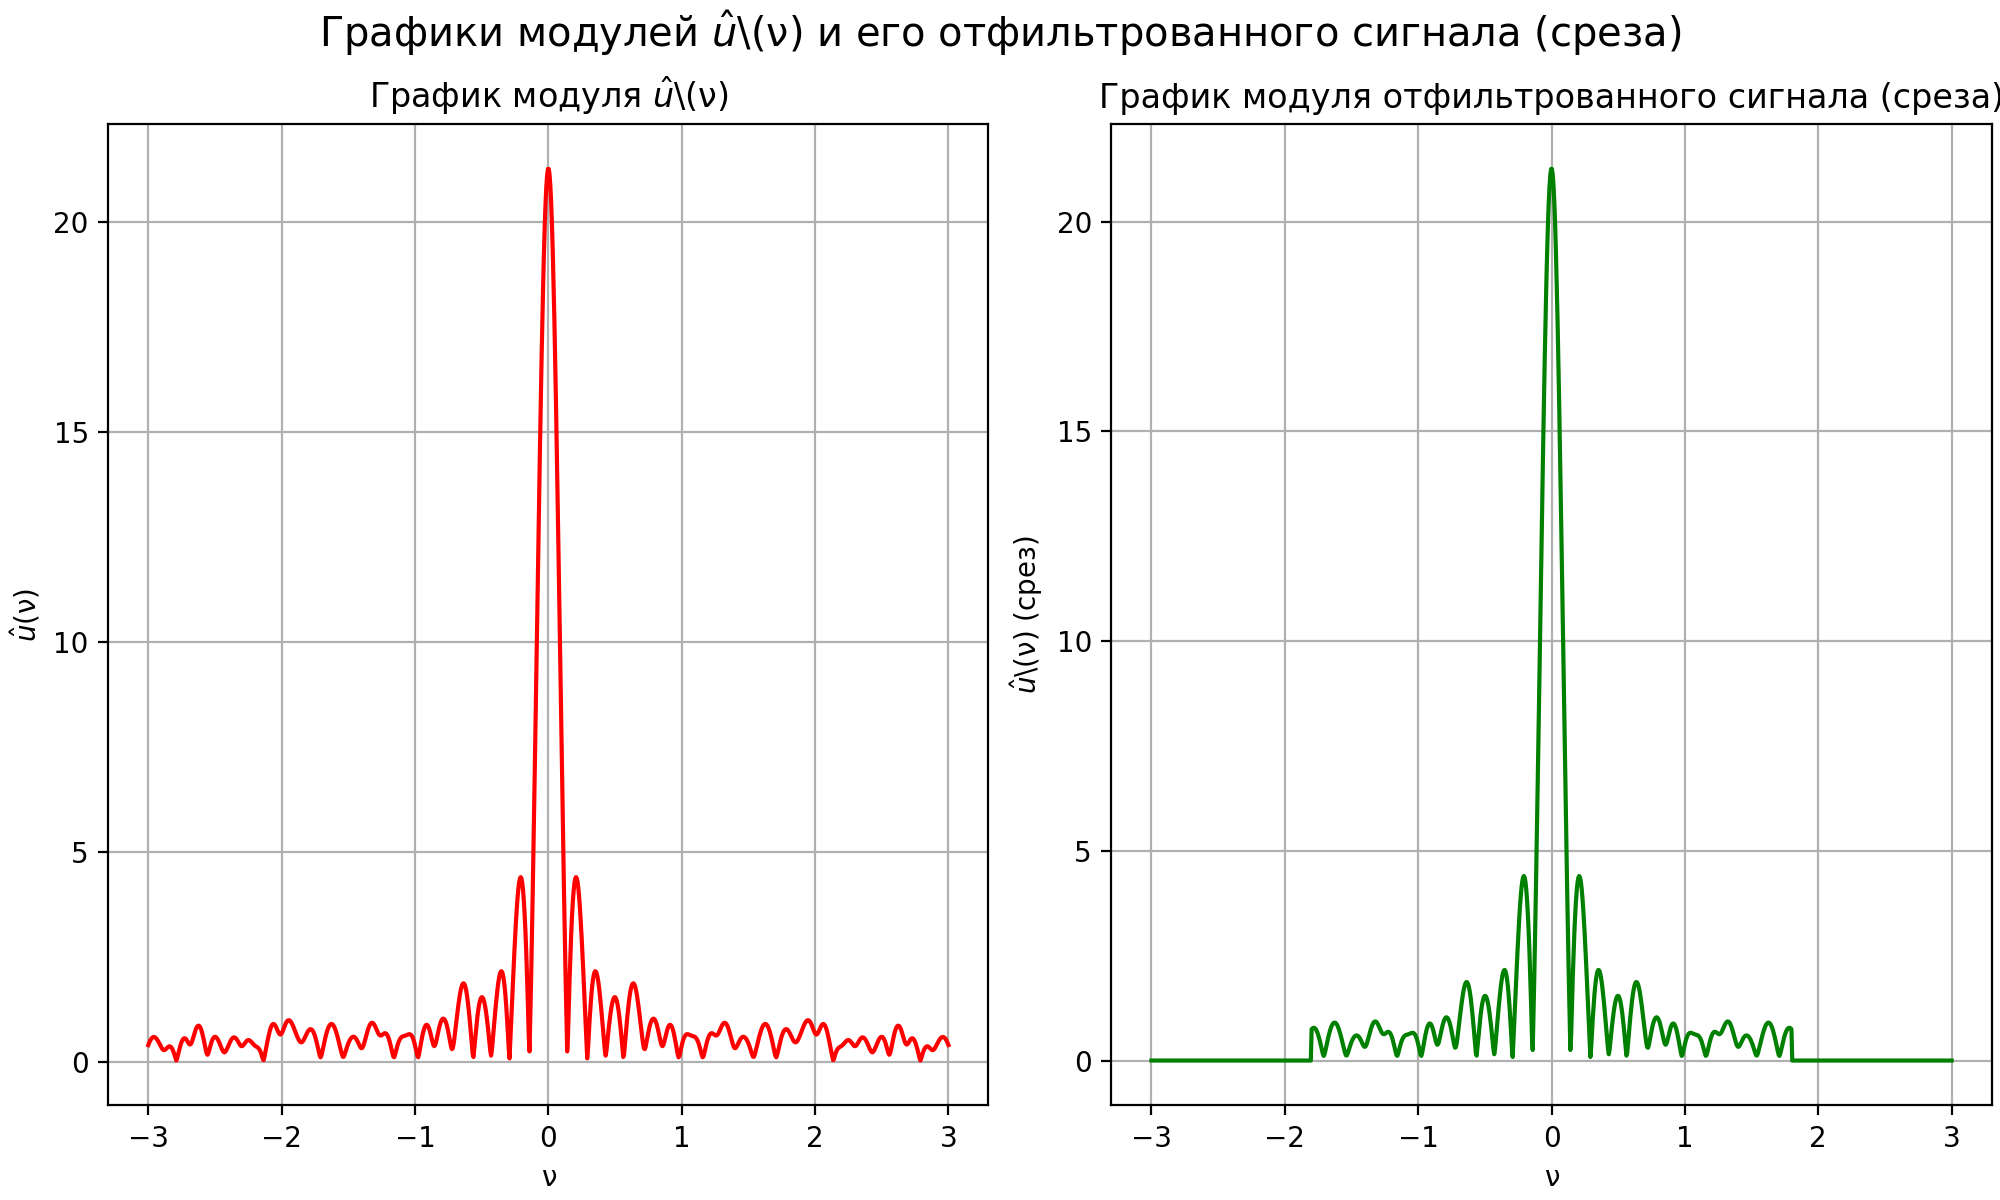 Графики модулей û\(ν) и его отфильтрованного сигнала (среза)
График модуля û\(ν)
û(ν)
20
15
10
5
0
−3 −2 −1 0 1 2 3
ν
График модуля отфильтрованного сигнала (среза)
û\(ν) (срез)
20
15
10
5
0
−3 −2 −1 0 1 2 3
ν